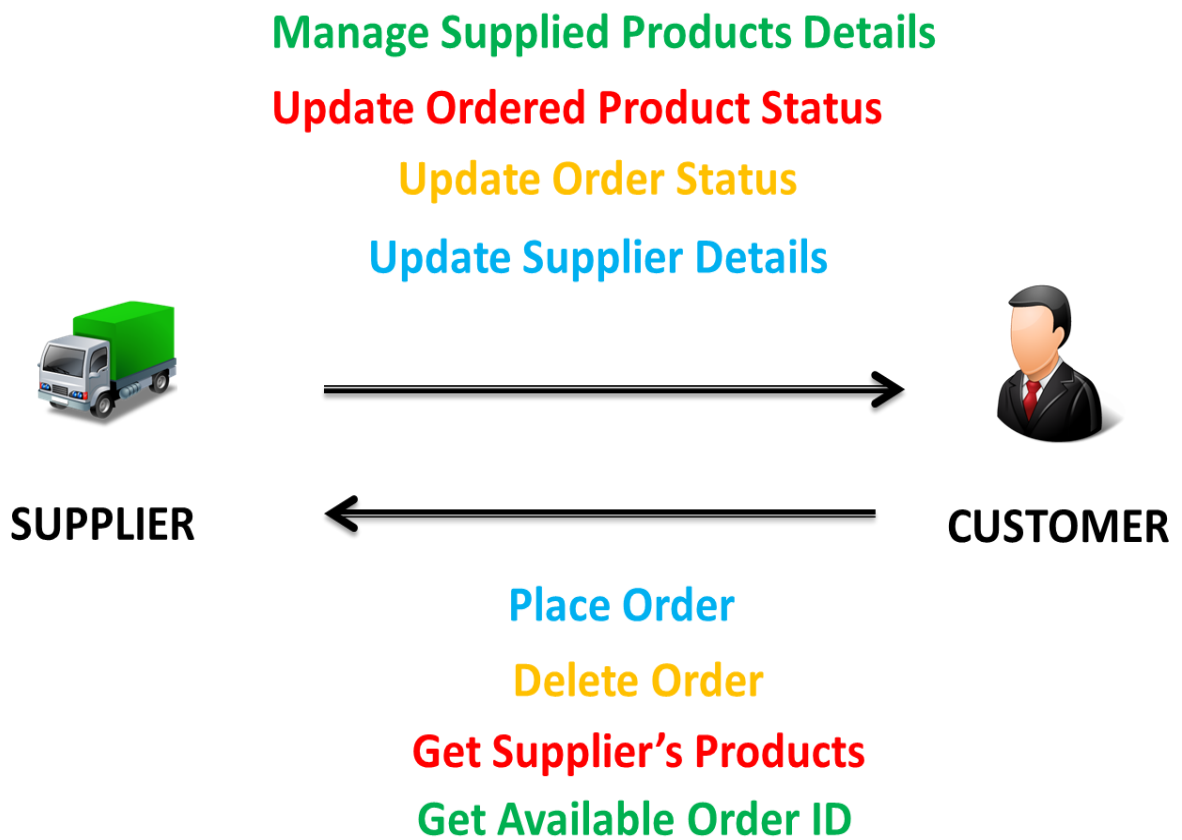 Manage Supplied Products Details
Update Ordered Product Status
Update Order Status
Update Supplier Details
SUPPLIER
CUSTOMER
Place Order
Delete Order
Get Supplier’s Products
Get Available Order ID